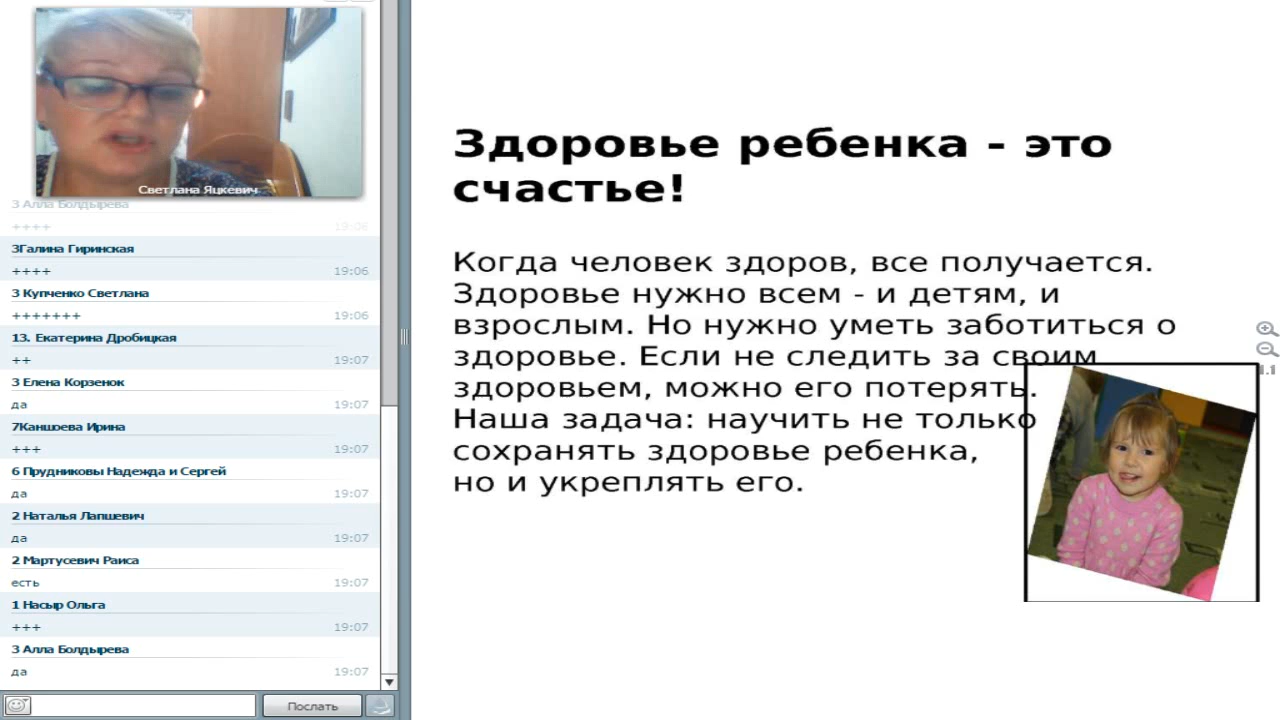 Светлана Яцкевич
3 Алла Болдырева
++++ 19:06
3Галина Гиринская
++++ 19:06
3 Купченко Светлана
+++++++ 19:06
13. Екатерина Дробицкая
++ 19:07
3 Елена Корзенок
да 19:07
7Каншоева Ирина
+++ 19:07
6 Прудниковы Надежда и Сергей
да 19:07
2 Наталья Лапшевич
да 19:07
2 Мартусевич Раиса
есть 19:07
1 Насыр Ольга
+++ 19:07
3 Алла Болдырева
да 19:07
Послать
Здоровье ребенка - это
счастье!
Когда человек здоров, все получается.
Здоровье нужно всем - и детям, и
взрослым. Но нужно уметь заботиться о
здоровье. Если не следить за своим
здоровьем, можно его потерять.
Наша задача: научить не только
сохранять здоровье ребенка,
но и укреплять его.
1:1